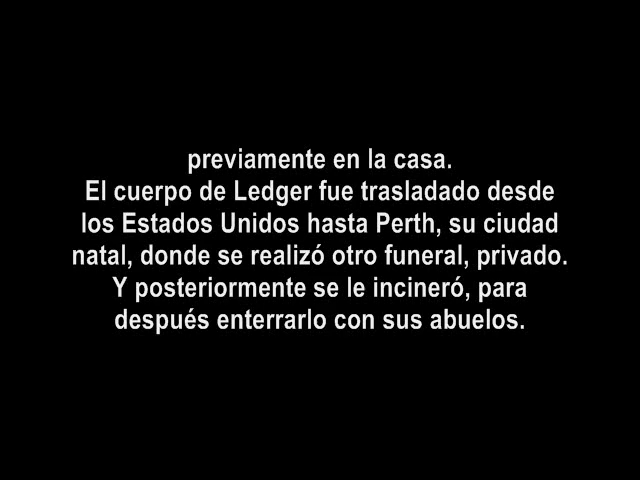 previamente en la casa.
El cuerpo de Ledger fue trasladado desde
los Estados Unidos hasta Perth, su ciudad
natal, donde se realizó otro funeral, privado.
Y posteriormente se le incineró, para
después enterrarlo con sus abuelos.